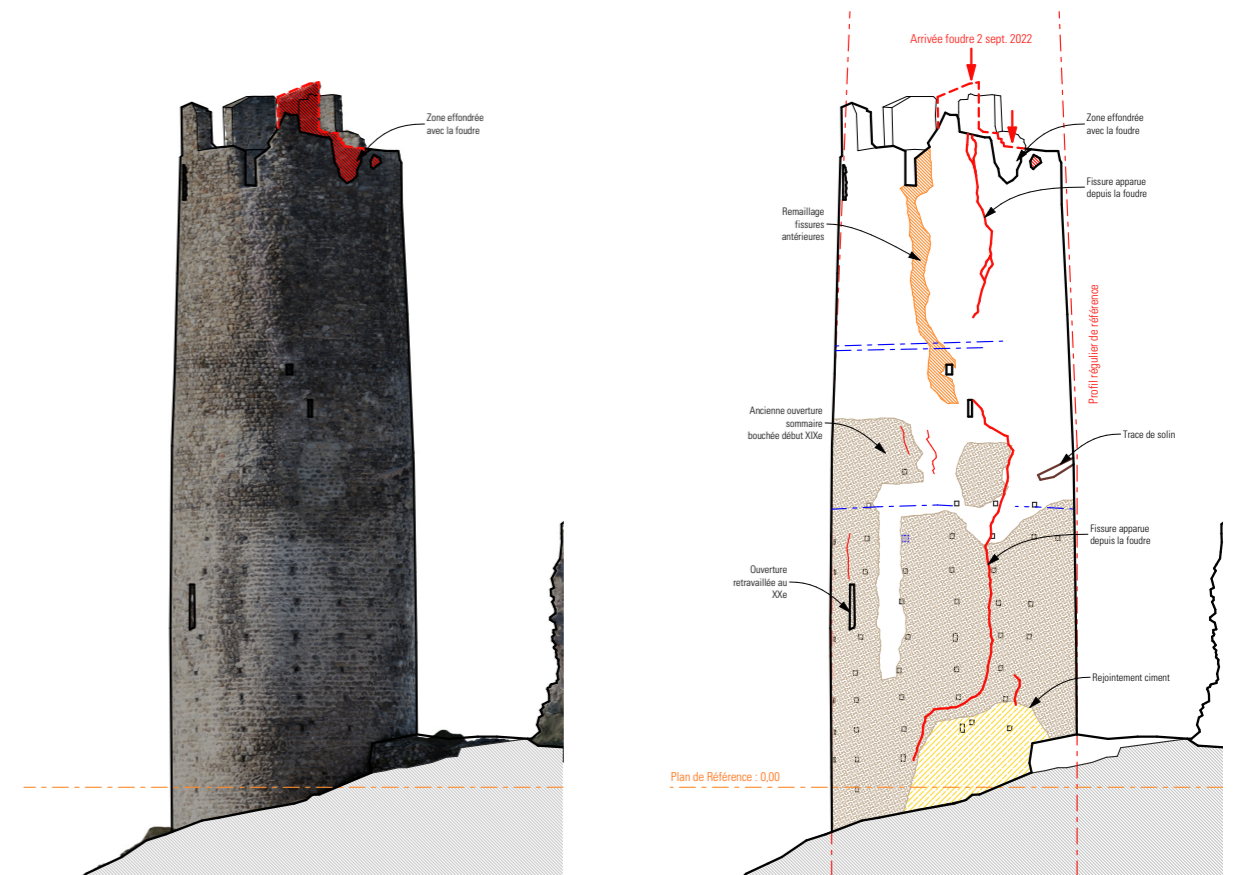 Zone effondrée
avec la foudre
Arrivée foudre 2 sept. 2022
Zone effondrée
avec la foudre
Fissure apparue
depuis la foudre
Remaillage
fissures
antérieures
Profil régulier de référence
Ancienne ouverture
sommaire
bouchée début XIXe
Trace de solin
Fissure apparue
depuis la foudre
Ouverture
retravaillée au
XXe
Rejointement ciment
Plan de Référence : 0,00